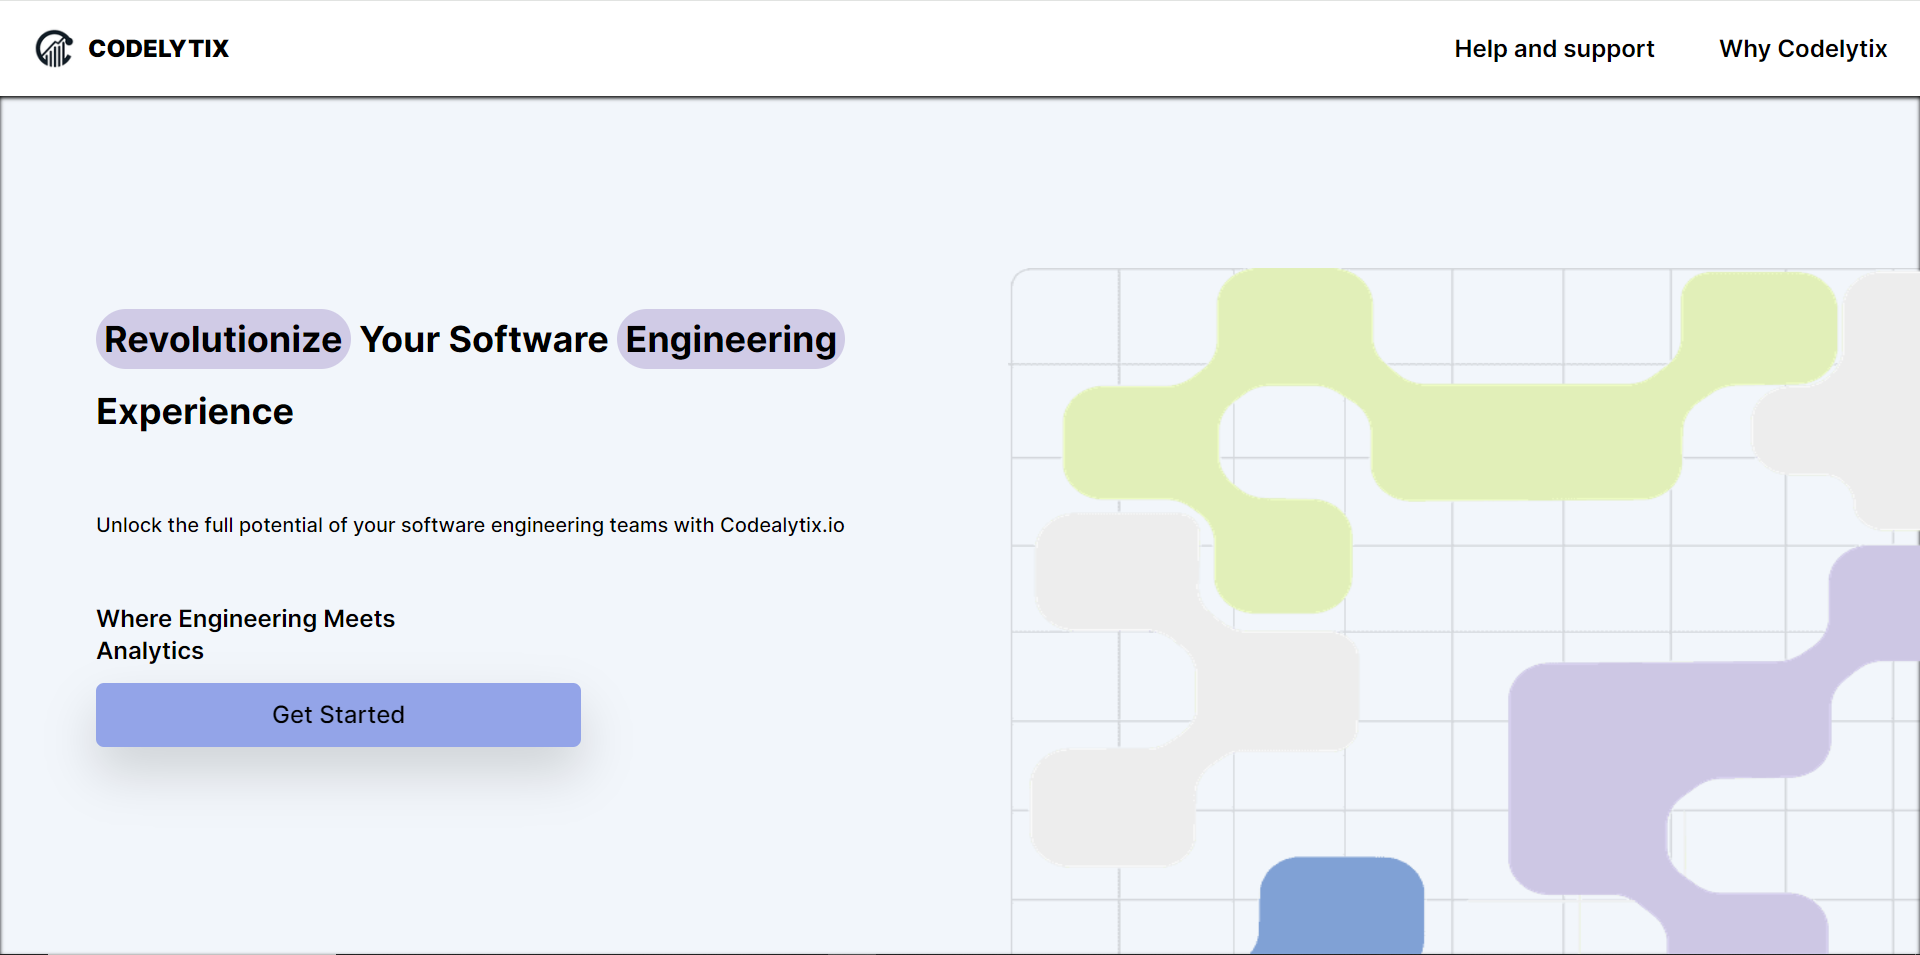 CODELYTIX
Help and support
Why Codelytix
Revolutionize Your Software Engineering
Experience
Unlock the full potential of your software engineering teams with Codealytix.io
Where Engineering Meets
Analytics
Get Started